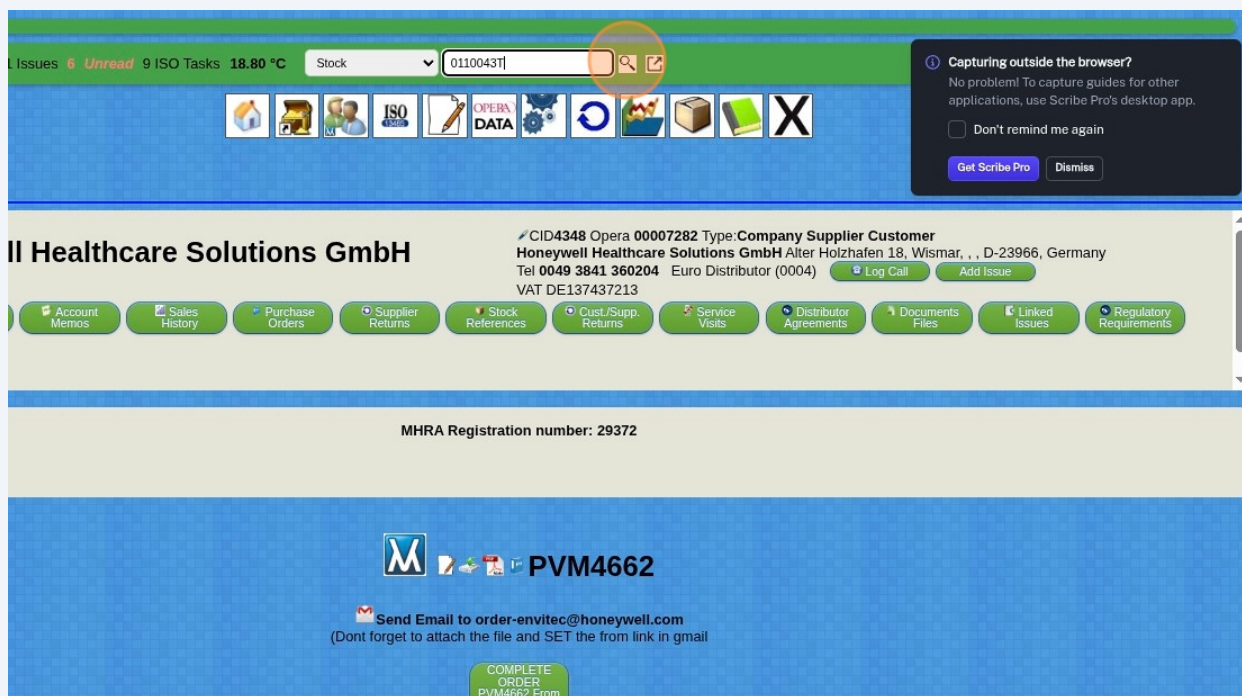 Issues 6 Unread 9 ISO Tasks 18.80 °C Stock 0110043T
Capturing outside the browser?
No problem! To capture guides for other
applications, use Scribe Pro's desktop app.
Don't remind me again
Get Scribe Pro Dismiss
ISO
13485
OPERA
DATA
ll Healthcare Solutions GmbH
CID4348 Opera 00007282 Type:Company Supplier Customer
Honeywell Healthcare Solutions GmbH Alter Holzhafen 18, Wismar, , , D-23966, Germany
Tel 0049 3841 360204 Euro Distributor (0004) Log Call Add Issue
VAT DE137437213
Account
Memos
Sales
History
Purchase
Orders
Supplier
Returns
Stock
References
Cust./Supp.
Returns
Service
Visits
Distributor
Agreements
Documents
Files
Linked
Issues
Regulatory
Requirements
MHRA Registration number: 29372
PVM4662
Send Email to order-envitec@honeywell.com
(Dont forget to attach the file and SET the from link in gmail
COMPLETE
ORDER
PVM4662 From